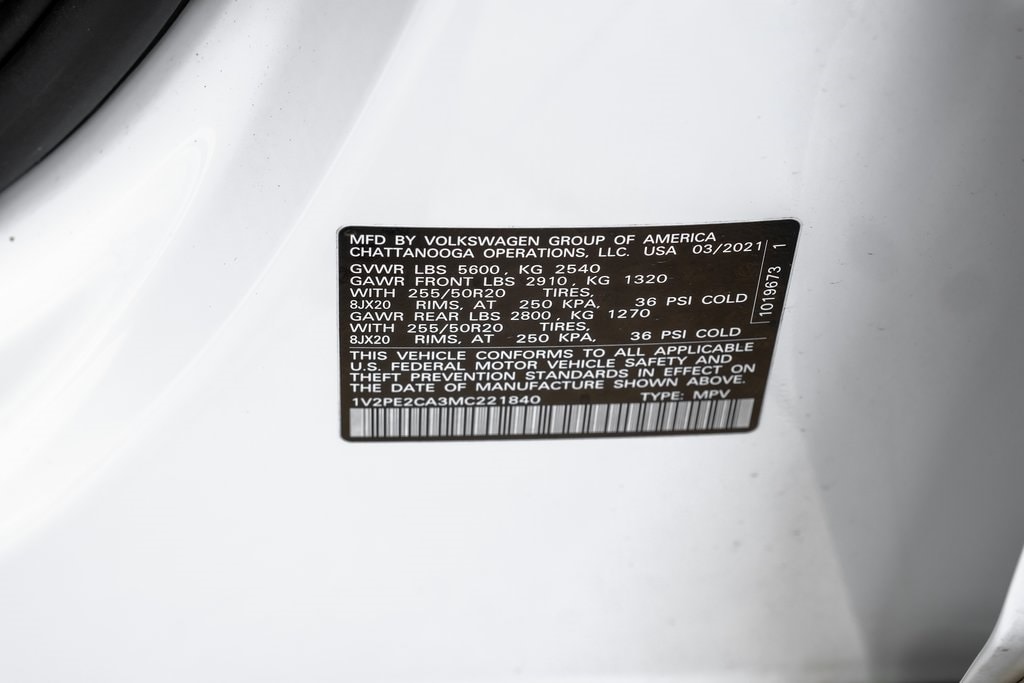 MFD BY VOLKSWAGEN GROUP OF AMERICA
CHATTANOOGA OPERATIONS, LLC. USA 03/2021
GVWR LBS 5600, KG 2540
GAWR FRONT LBS 2910, KG 1320
WITH 255/50R20 TIRES,
8JX20 RIMS, AT 250 KPA, 36 PSI COLD
GAWR REAR LBS 2800, KG 1270
WITH 255/50R20 TIRES,
8JX20 RIMS, AT 250 KPA, 36 PSI COLD
THIS VEHICLE CONFORMS TO ALL APPLICABLE
U.S. FEDERAL MOTOR VEHICLE SAFETY AND
THEFT PREVENTION STANDARDS IN EFFECT ON
THE DATE OF MANUFACTURE SHOWN ABOVE.
1V2PE2CA3MC221840 TYPE: MPV
1019673 1